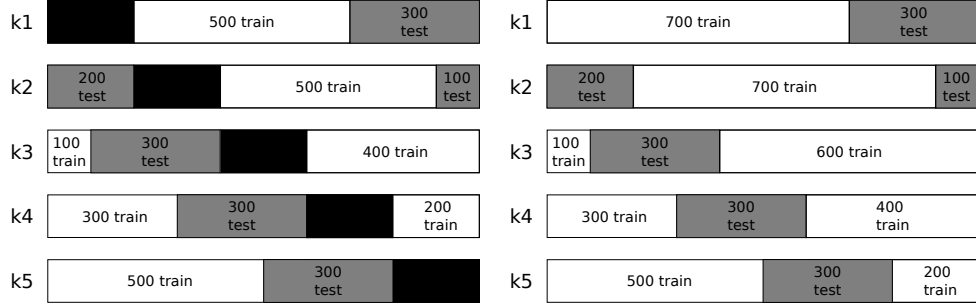 k1 500 train 300 test k1 700 train 300 test
k2 200 test 500 train 100 test k2 200 test 700 train 100 test
k3 100 train 300 test 400 train k3 100 train 300 test 600 train
k4 300 train 300 test 200 train k4 300 train 300 test 400 train
k5 500 train 300 test k5 500 train 300 test 200 train